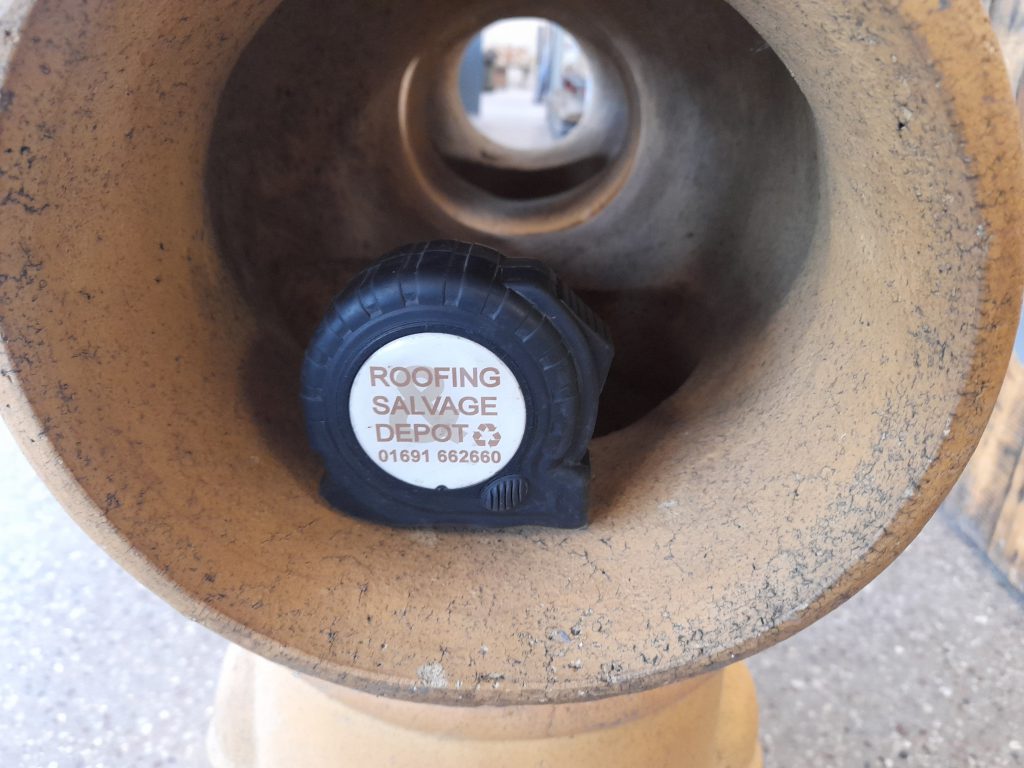 ROOFING
SALVAGE
DEPOT
01691 662660